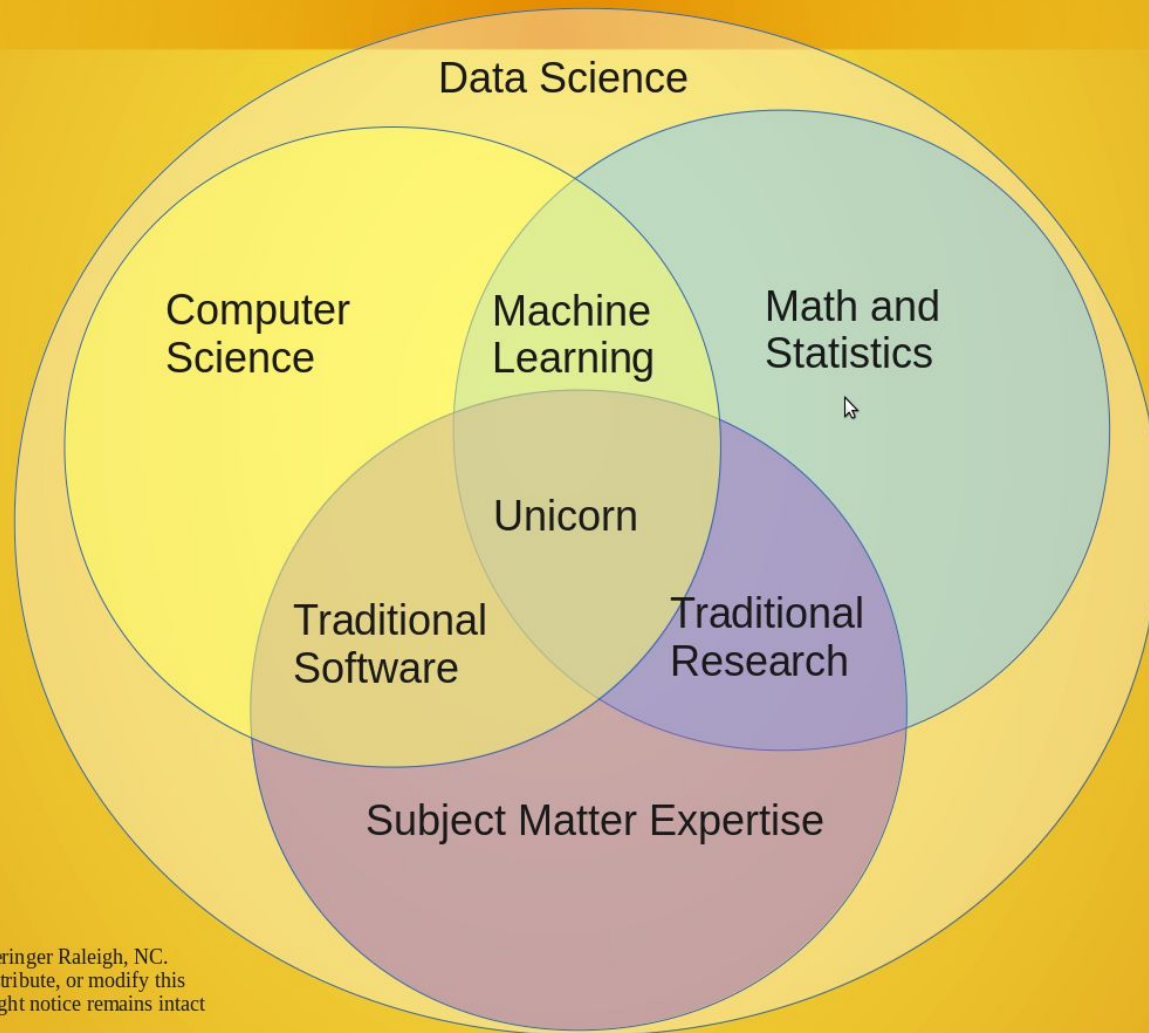 Data Science
Computer
Science
Machine
Learning
Math and
Statistics
Unicorn
Traditional
Software
Traditional
Research
Subject Matter Expertise
eringer Raleigh, NC.
tribute, or modify this
ght notice remains intact